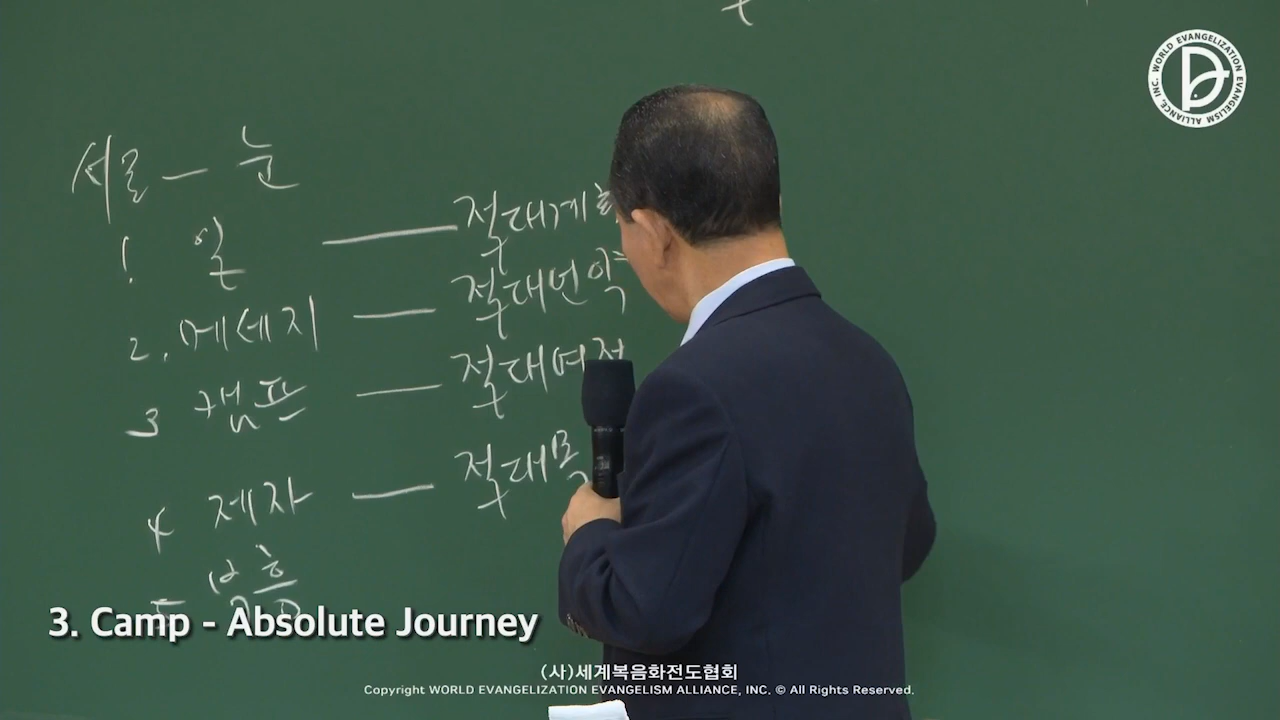 WORLD EVANGELIZATION EVANGELISM ALLIANCE, INC.
서론 - 눈
1. 일 — 절대계획
2. 메세지 — 절대언약
3 캠프 — 절대여정
4 제자 — 절대목
5
3. Camp - Absolute Journey
(사)세계복음화전도협회
Copyright WORLD EVANGELIZATION EVANGELISM ALLIANCE, INC. © All Rights Reserved.